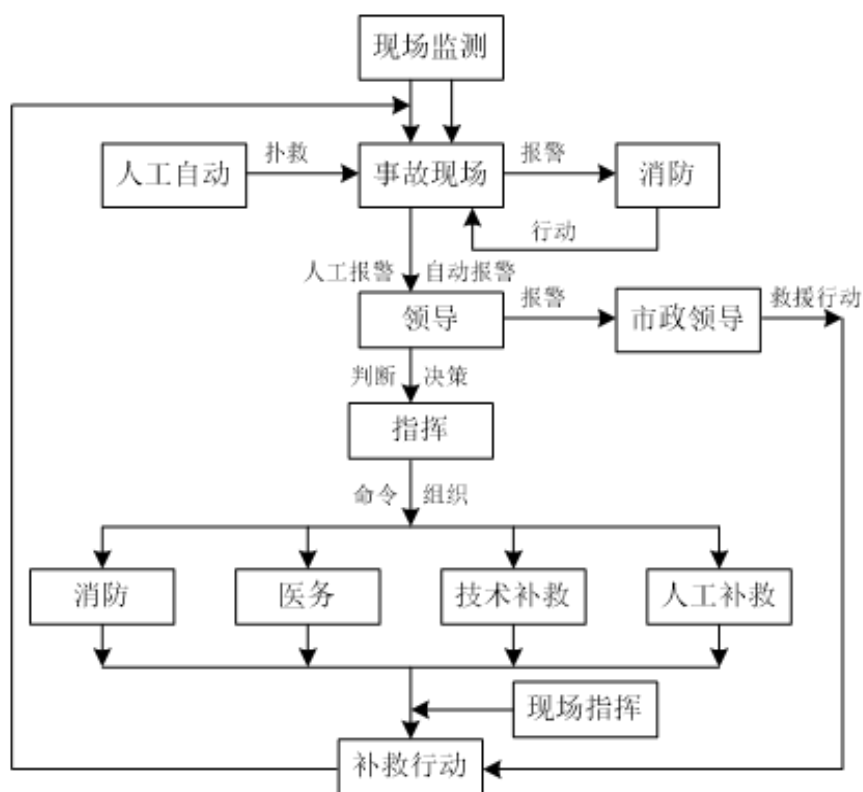 现场监测
扑救
报警
人工自动
事故现场
消防
行动
人工报警 自动报警
报警
救援行动
领导
市政领导
判断 决策
指挥
命令 组织
消防
医务
技术补救
人工补救
现场指挥
补救行动